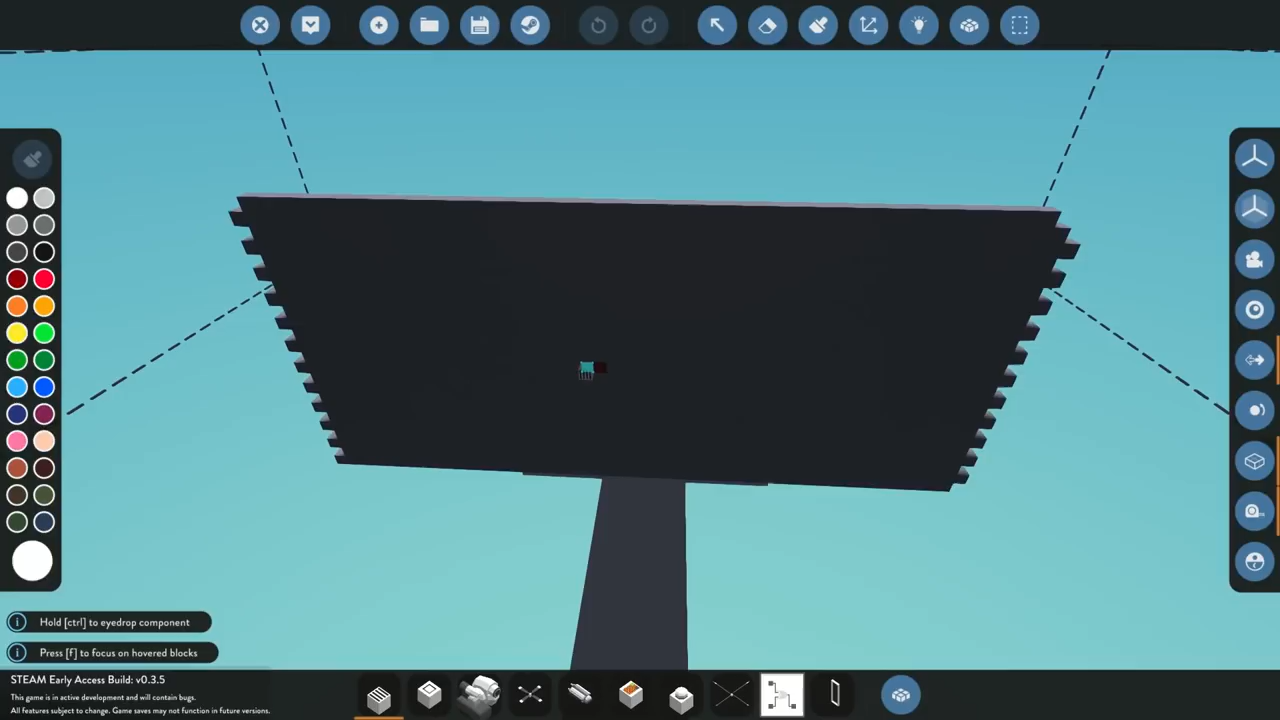 Hold [ctrl] to eyedrop component
Press [f] to focus on hovered blocks
STEAM Early Access Build: v0.3.5
This game is in active development and will contain bugs.
All features subject to change. Game saves may not function in future versions.